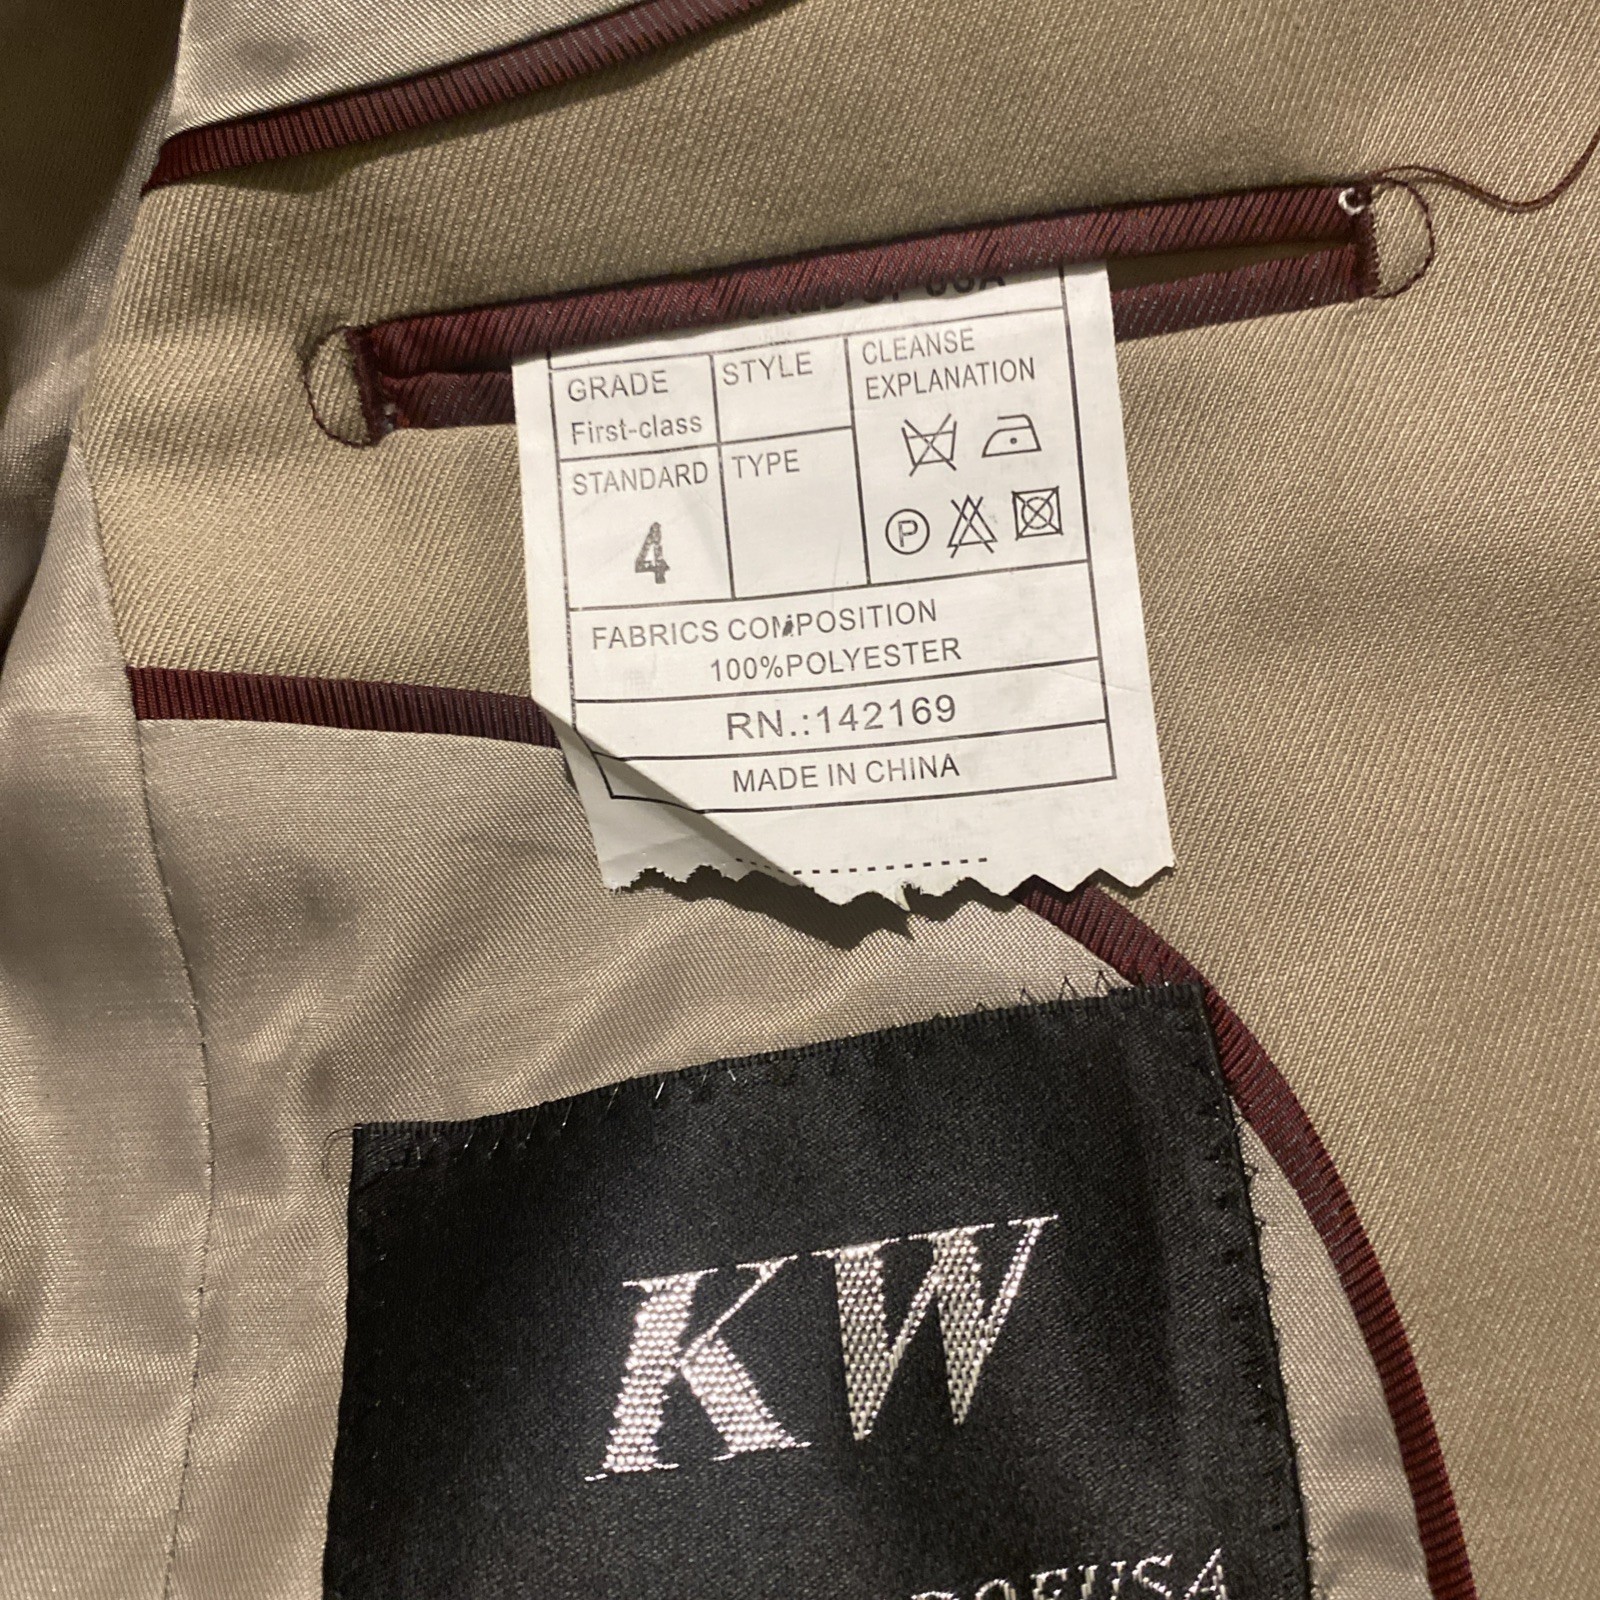 USA
GRADE
First-class
STYLE
CLEANSE
EXPLANATION
STANDARD
4
TYPE
P
FABRICS COMPOSITION
100%POLYESTER
RN.:142169
MADE IN CHINA
KW